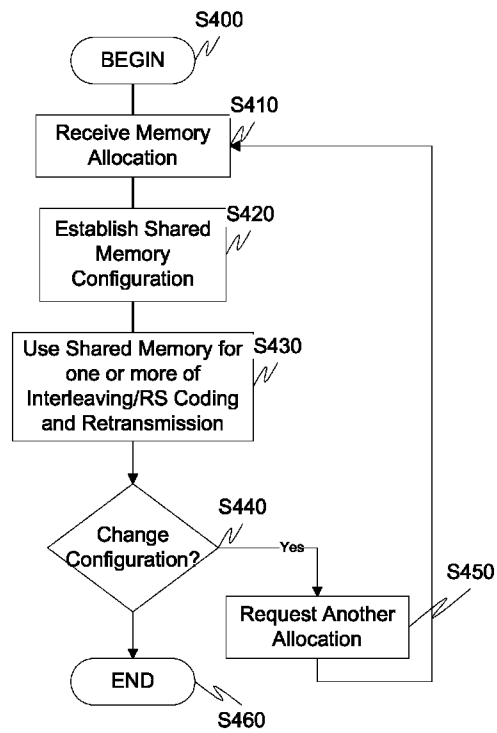 S400
BEGIN
S410
Receive Memory
Allocation
S420
Establish Shared
Memory
Configuration
S430
Use Shared Memory for
one or more of
Interleaving/RS Coding
and Retransmission
S440
Change
Configuration?
Yes
S450
Request Another
Allocation
END
S460